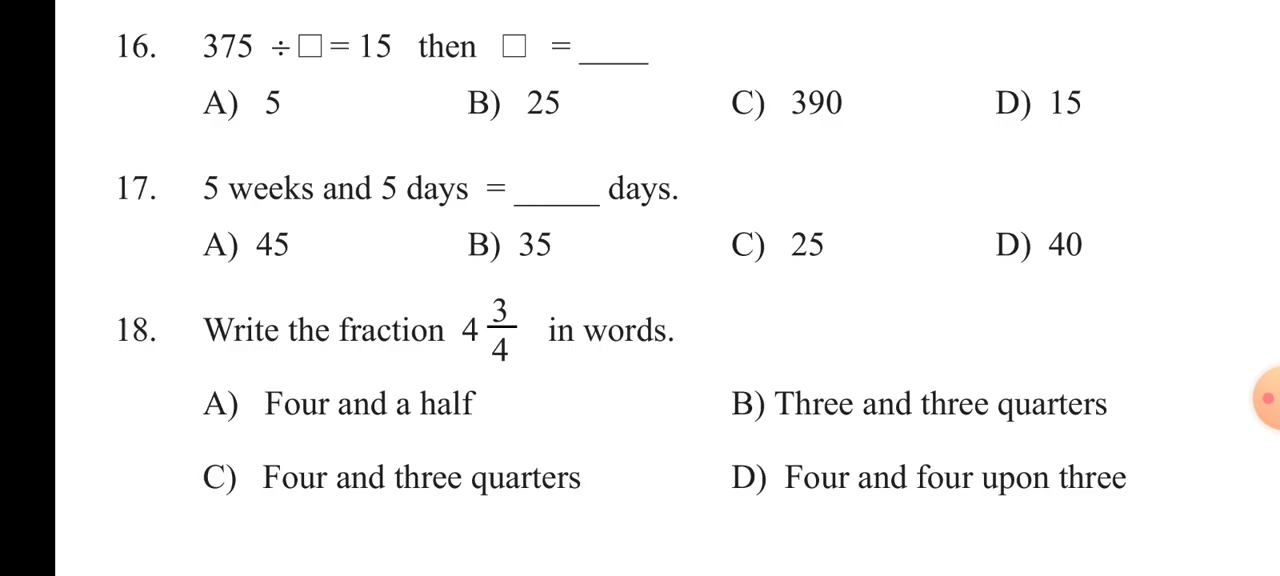 16. 375 ÷ □ = 15 then □ = ____
A) 5 B) 25 C) 390 D) 15
17. 5 weeks and 5 days = _____ days.
A) 45 B) 35 C) 25 D) 40
18. Write the fraction 4 3/4 in words.
A) Four and a half B) Three and three quarters
C) Four and three quarters D) Four and four upon three